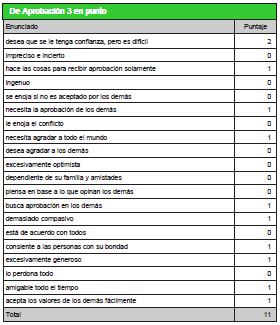 De Aprobación 3 en punto
Enunciado Puntaje
desea que se le tenga confianza, pero es difícil 2
impreciso e incierto 0
hace las cosas para recibir aprobación solamente 1
ingenuo 0
se enoja si no es aceptado por los demás 0
necesita la aprobación de los demás 1
le enoja el conflicto 0
necesita agradar a todo el mundo 1
desea agradar a los demás 0
excesivamente optimista 0
dependiente de su familia y amistades 0
piensa en base a lo que opinan los demás 0
busca aprobación en los demás 1
demasiado compasivo 1
está de acuerdo con todos 0
consiente a las personas con su bondad 1
excesivamente generoso 1
lo perdona todo 0
amigable todo el tiempo 1
acepta los valores de los demás fácilmente 1
Total 11